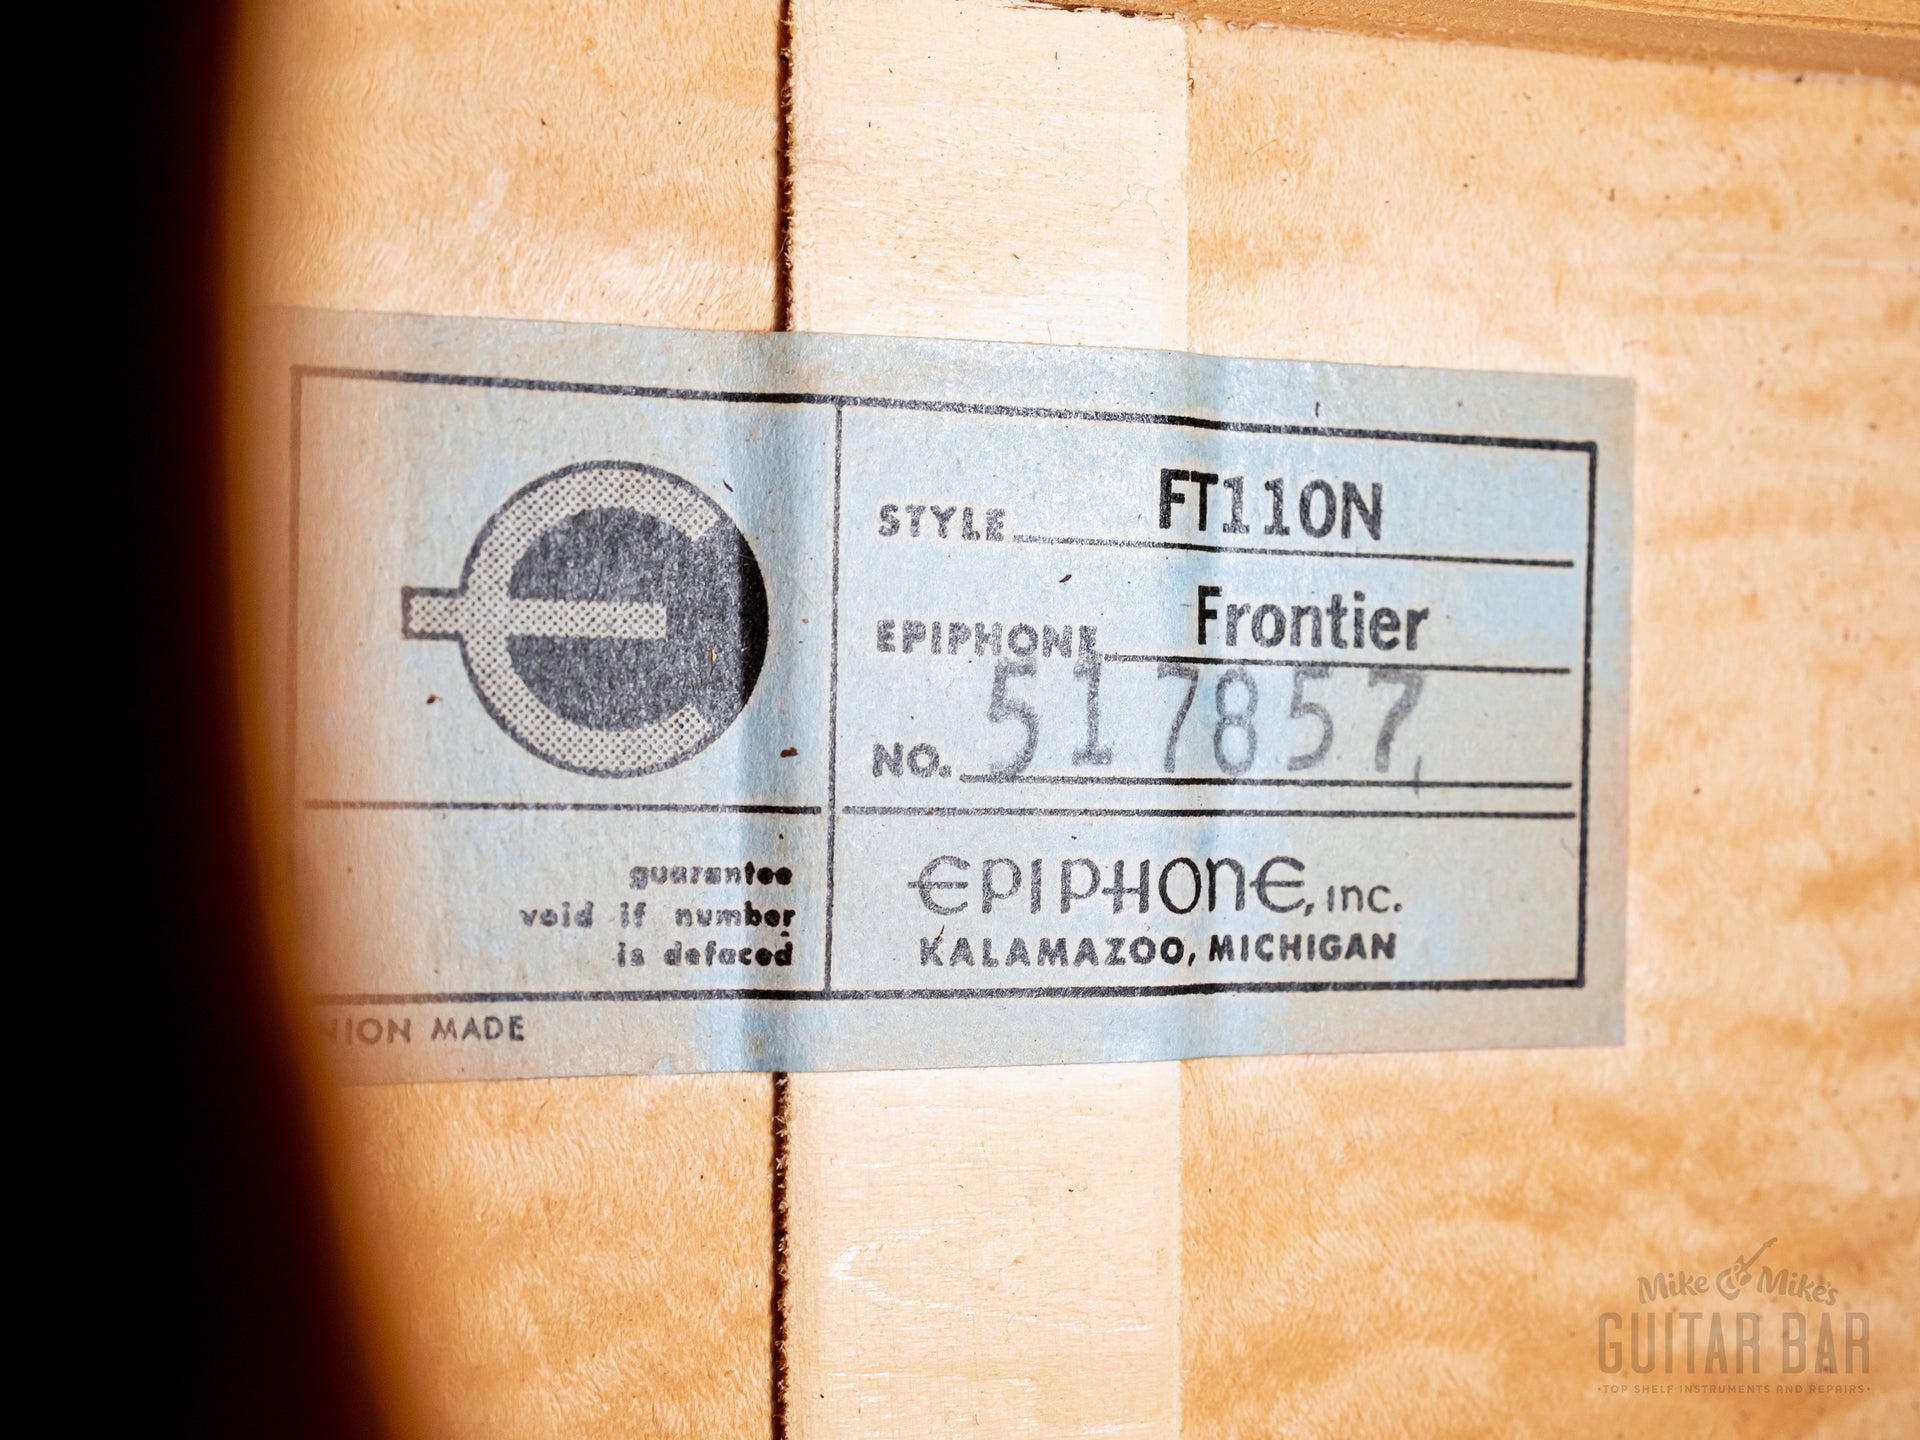 STYLE FT110N
EPIPHONE Frontier
NO. 517857
guarantee
void if number
is defaced
EPIPHONE, INC.
KALAMAZOO, MICHIGAN
NION MADE
Mike & Mike's
GUITAR BAR
•TOP SHELF INSTRUMENTS AND REPAIRS•